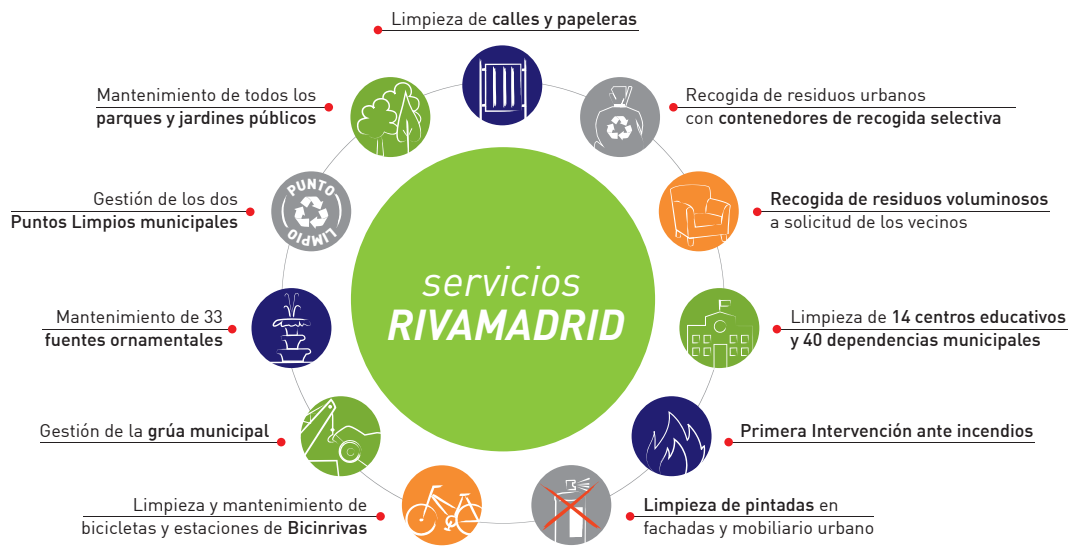 Limpieza de calles y papeleras
Recogida de residuos urbanos
con contenedores de recogida selectiva
Recogida de residuos voluminosos
a solicitud de los vecinos
Limpieza de 14 centros educativos
y 40 dependencias municipales
Primera Intervención ante incendios
Limpieza de pintadas en
fachadas y mobiliario urbano
Limpieza y mantenimiento de
bicicletas y estaciones de Bicinrivas
Gestión de la grúa municipal
Mantenimiento de 33
fuentes ornamentales
Gestión de los dos
Puntos Limpios municipales
PUNTO
LIMPIO
Mantenimiento de todos los
parques y jardines públicos
servicios
RIVAMADRID